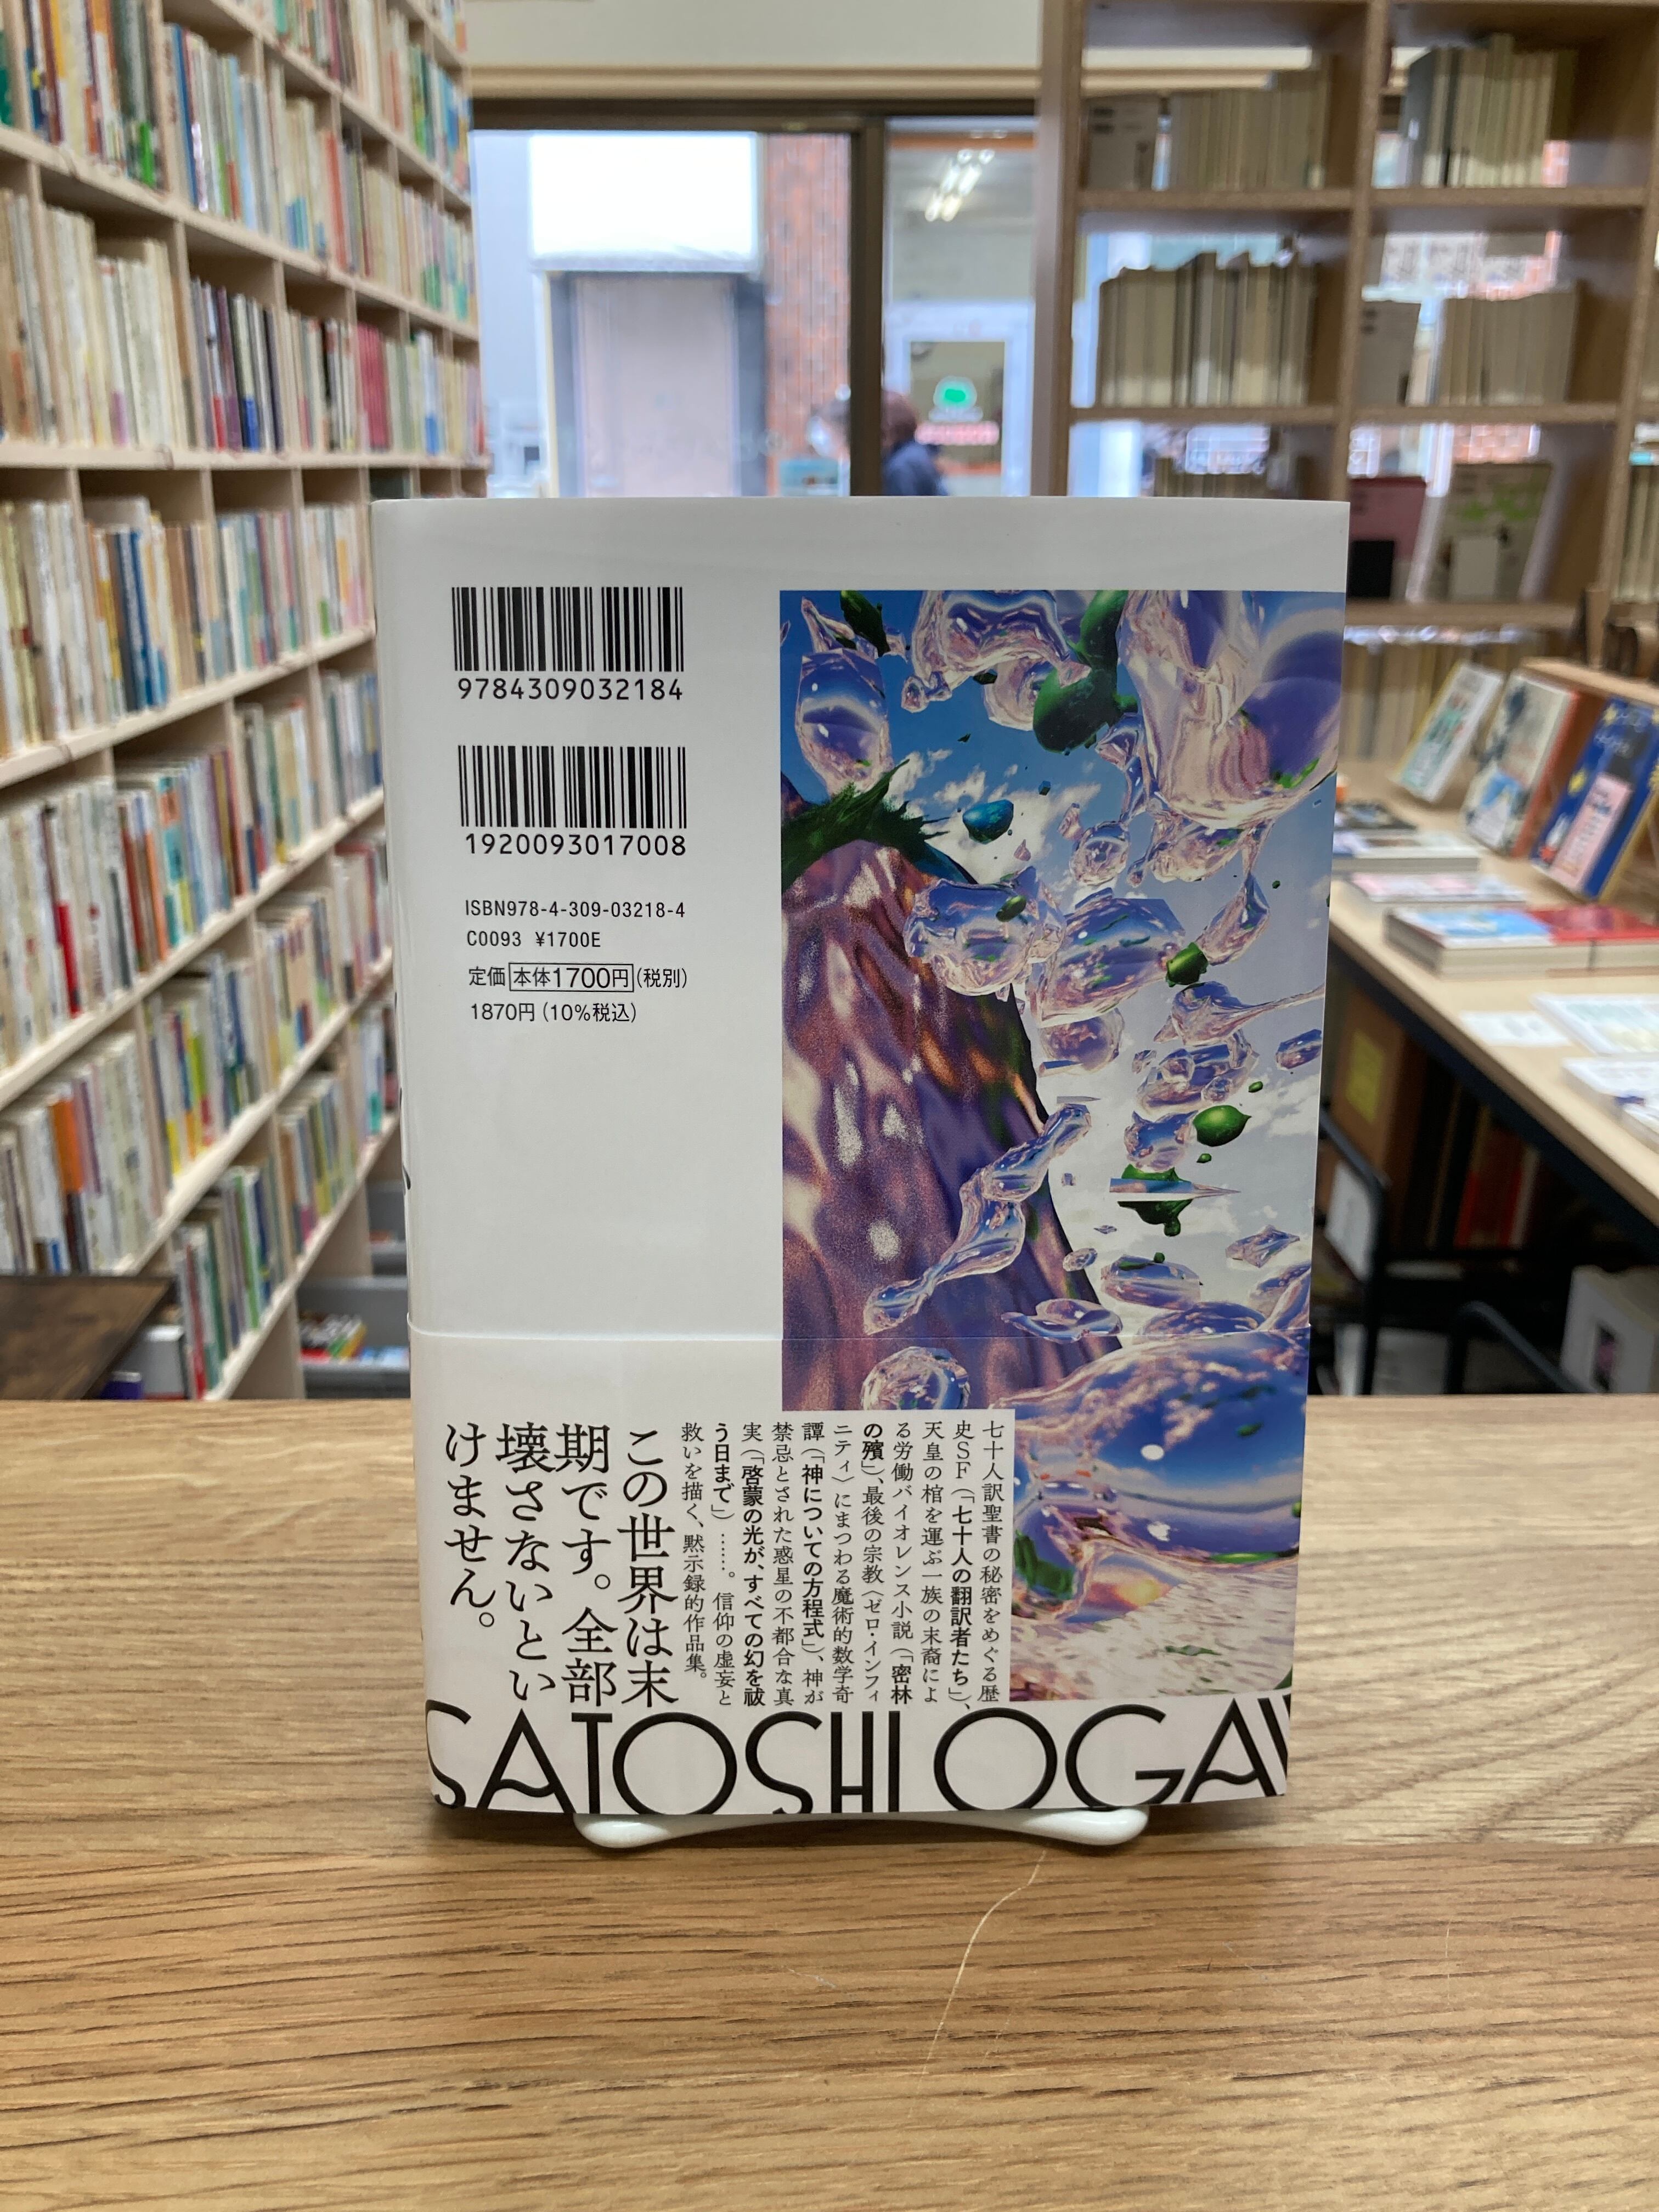 9784309032184
1920093017008
ISBN978-4-309-03218-4
C0093 ¥1700E
定価 本体1700円(税別)
1870円(10%税込)
七十人訳聖書の秘密をめぐる歴
史SF(「七十人の翻訳者たち」)、
天皇の棺を運ぶ一族の末裔によ
る労働バイオレンス小説(「密林
の殯」)、最後の宗教〈ゼロ・インフィ
ニティ〉にまつわる魔術的数学奇
譚(「神についての方程式」)、神が
禁忌とされた惑星の不都合な真
実(「啓蒙の光が、すべての幻を祓
う日まで」)……。信仰の虚妄と
救いを描く、黙示録的作品集。
この世界は末
期です。全部
壊さないとい
けません。
SATOSHI OGAW